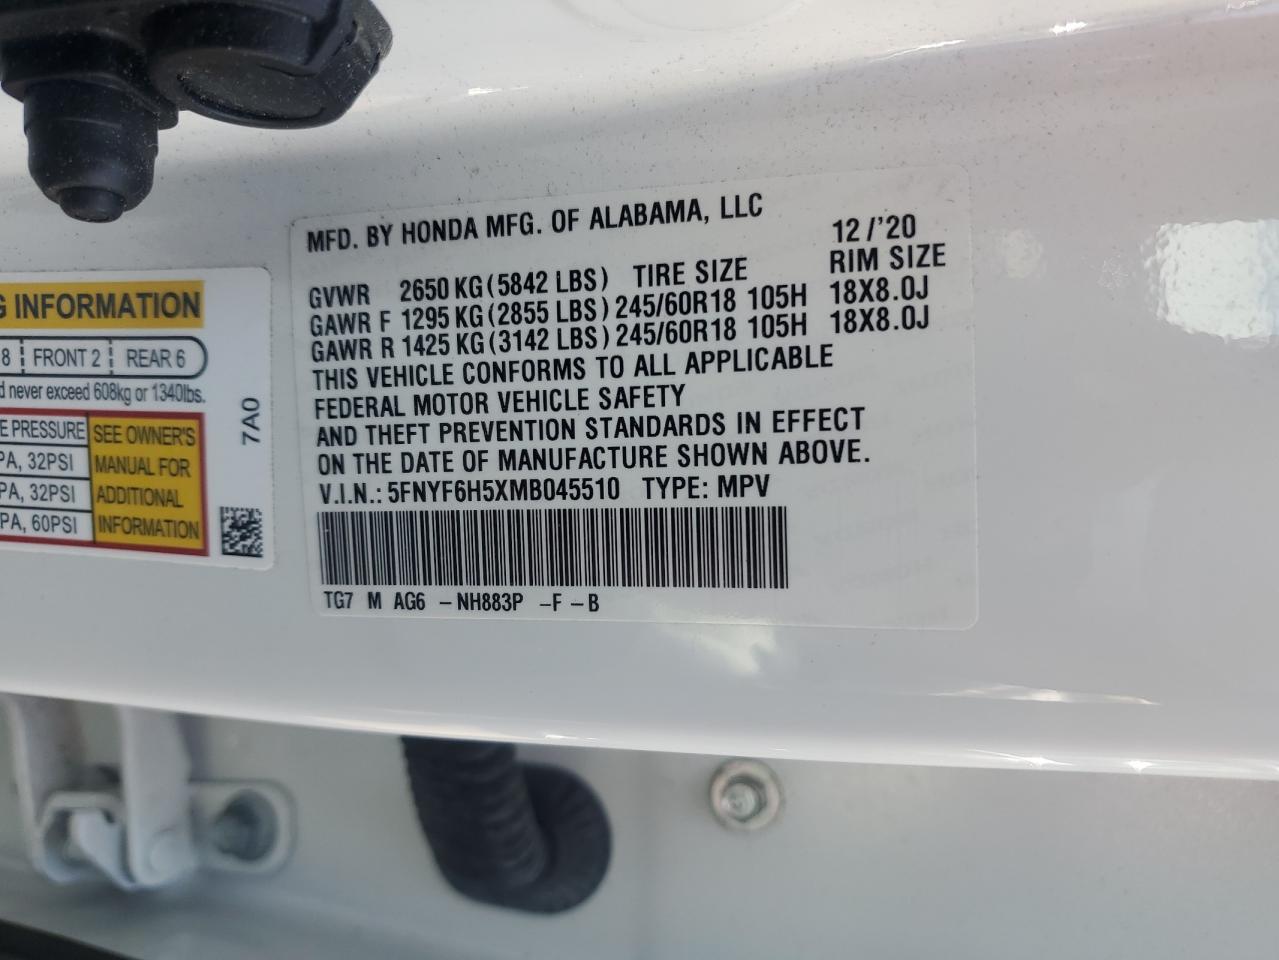 MFD. BY HONDA MFG. OF ALABAMA, LLC 12/'20
GVWR 2650 KG (5842 LBS) TIRE SIZE RIM SIZE
GAWR F 1295 KG (2855 LBS) 245/60R18 105H 18X8.0J
GAWR R 1425 KG (3142 LBS) 245/60R18 105H 18X8.0J
THIS VEHICLE CONFORMS TO ALL APPLICABLE
FEDERAL MOTOR VEHICLE SAFETY
AND THEFT PREVENTION STANDARDS IN EFFECT
ON THE DATE OF MANUFACTURE SHOWN ABOVE.
V.I.N.: 5FNYF6H5XMB045510 TYPE: MPV
TG7 M AG6 -NH883P -F -B
G INFORMATION
8 FRONT 2 REAR 6
d never exceed 608kg or 1340lbs.
E PRESSURE
PA, 32PSI
PA, 32PSI
PA, 60PSI
SEE OWNER'S
MANUAL FOR
ADDITIONAL
INFORMATION
7A0